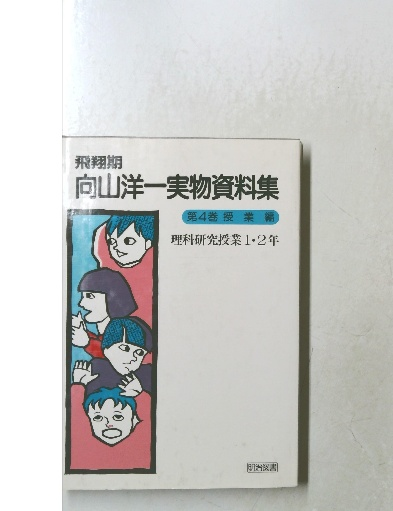 飛翔期
向山洋一実物資料集
第4巻 授業編
理科研究授業1・2年
明治図書